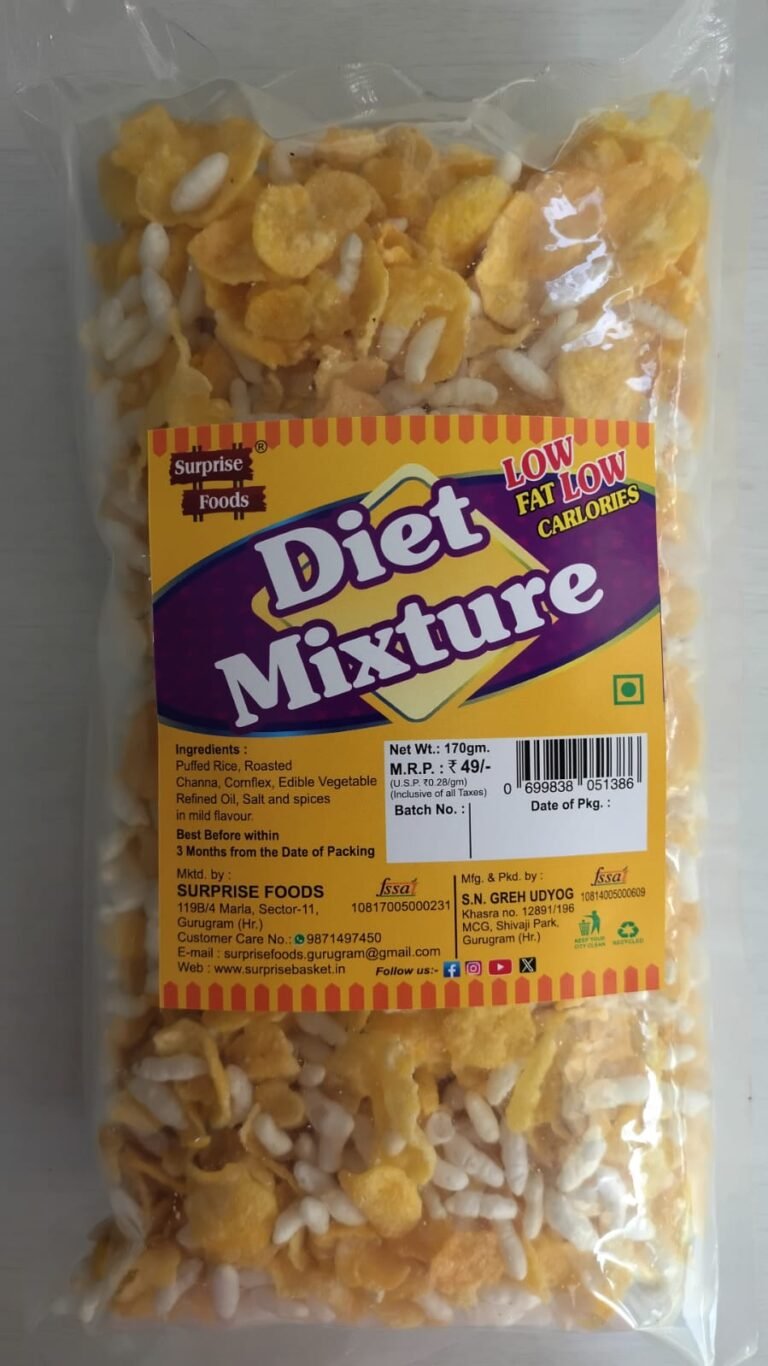 Surprise
Foods
®
LOW
FAT LOW
CARLORIES
Diet
Mixture
Ingredients :
Puffed Rice, Roasted
Channa, Cornflex, Edible Vegetable
Refined Oil, Salt and spices
in mild flavour.
Best Before within
3 Months from the Date of Packing
Net Wt.: 170gm.
M.R.P. : ₹ 49/-
(U.S.P. ₹0.28/gm)
(Inclusive of all Taxes)
Batch No. :
0 699838 051386
Date of Pkg. :
Mktd. by :
SURPRISE FOODS
119B/4 Marla, Sector-11,
Gurugram (Hr.)
Customer Care No.: 9871497450
E-mail : surprisefoods.gurugram@gmail.com
Web : www.surprisebasket.in
Follow us:-
fssai
10817005000231
Mfg. & Pkd. by :
S.N. GREH UDYOG
Khasra no. 12891/196
MCG, Shivaji Park,
Gurugram (Hr.)
fssai
10814005000609
KEEP YOUR
CITY CLEAN
RECYCLED